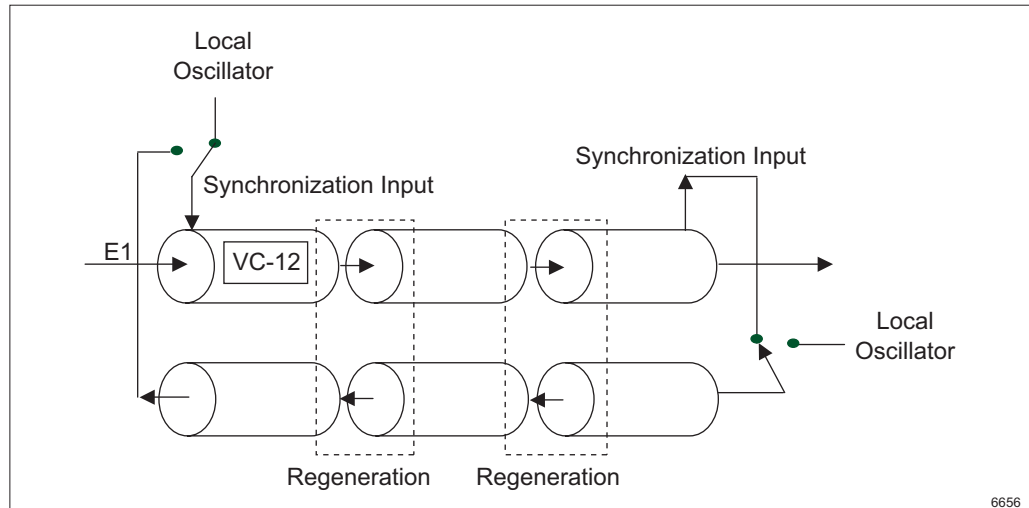 Local
Oscillator
Synchronization Input
Synchronization Input
E1
VC-12
Local
Oscillator
Regeneration
Regeneration
6656